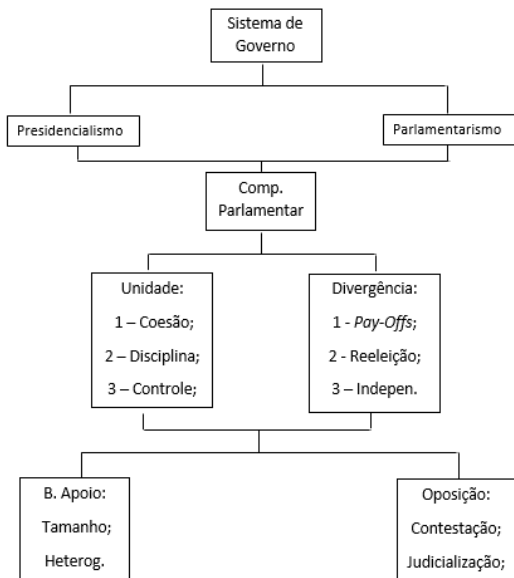 Sistema de
Governo
Presidencialismo
Parlamentarismo
Comp.
Parlamentar
Unidade:
1 – Coesão;
2 – Disciplina;
3 – Controle;
Divergência:
1 - Pay-Offs;
2 - Reeleição;
3 – Indepen.
B. Apoio:
Tamanho;
Heterog.
Oposição:
Contestação;
Judicialização;